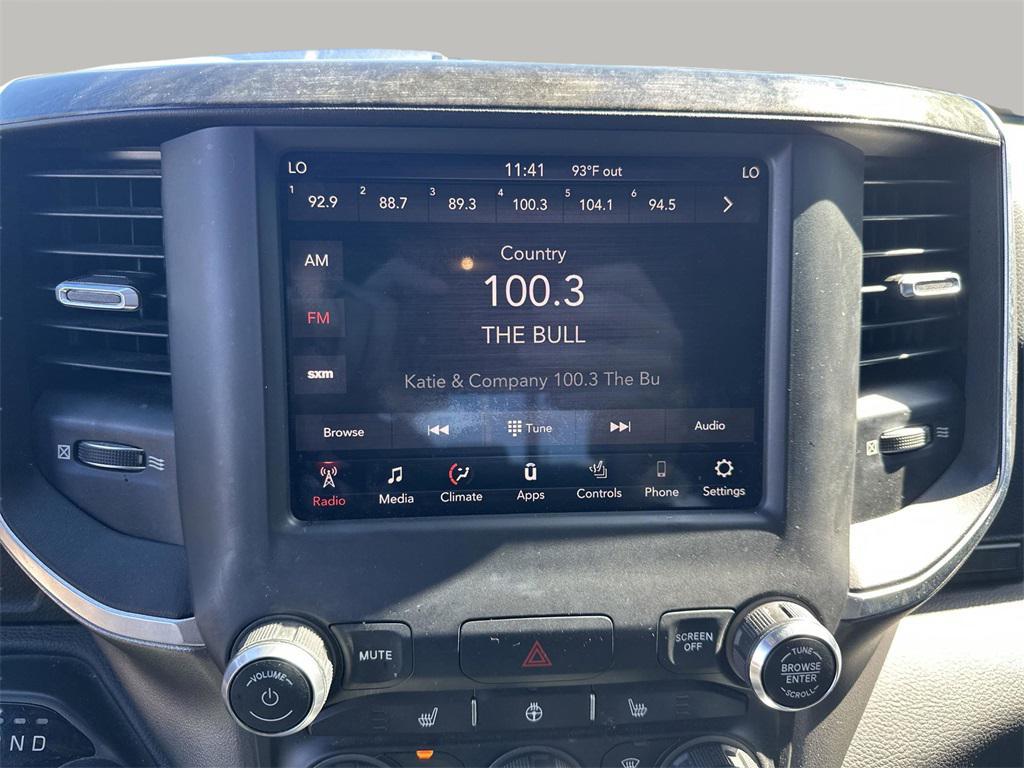 LO 11:41 93°F out LO
1 92.9 2 88.7 3 89.3 4 100.3 5 104.1 6 94.5
AM
Country
100.3
FM
THE BULL
sxm
Katie & Company 100.3 The Bu
Browse Tune Audio
Radio Media Climate Apps Controls Phone Settings
MUTE
SCREEN
OFF
VOLUME
TUNE
BROWSE
ENTER
SCROLL
N D